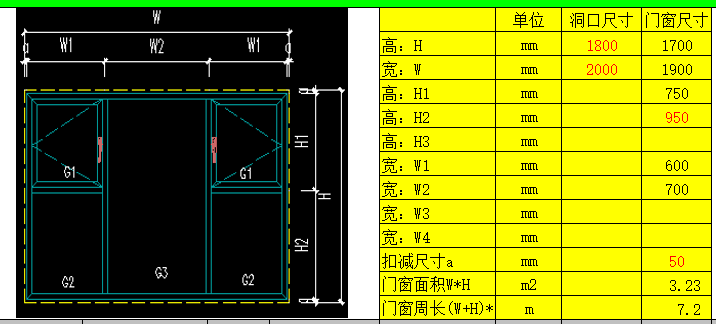 W
a W1 W2 W1 a
a
H1
H
G1 G1
H2
G2 G3 G2
a
单位 洞口尺寸 门窗尺寸
高: H mm 1800 1700
宽: W mm 2000 1900
高: H1 mm 750
高: H2 mm 950
高: H3 mm
宽: W1 mm 600
宽: W2 mm 700
宽: W3 mm
宽: W4 mm
扣减尺寸a mm 50
门窗面积W*H m2 3.23
门窗周长(W+H)* m 7.2